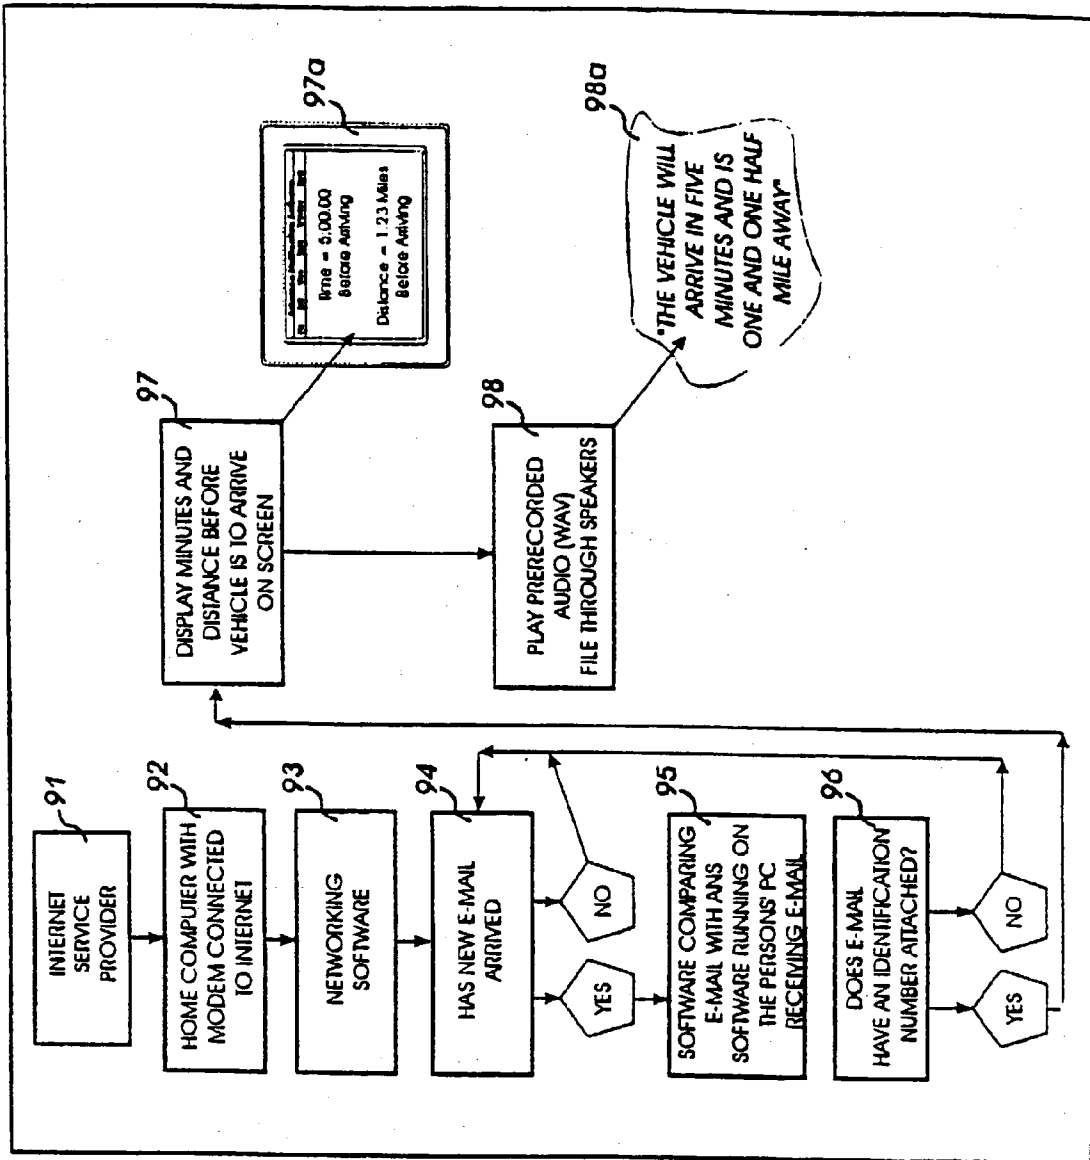 91
INTERNET
SERVICE
PROVIDER
92
HOME COMPUTER WITH
MODEM CONNECTED
TO INTERNET
93
NETWORKING
SOFTWARE
94
HAS NEW E-MAIL
ARRIVED
YES
NO
95
SOFTWARE COMPARING
E-MAIL WITH ANS
SOFTWARE RUNNING ON
THE PERSONS' PC
RECEIVING E-MAIL
96
DOES E-MAIL
HAVE AN IDENTIFICATION
NUMBER ATTACHED?
YES
NO
97
DISPLAY MINUTES AND
DISTANCE BEFORE
VEHICLE IS TO ARRIVE
ON SCREEN
97a
Time = 5:00.00
Before Arriving
Distance = 1.23 Miles
Before Arriving
98
PLAY PRERECORDED
AUDIO (WAV)
FILE THROUGH SPEAKERS
98a
"THE VEHICLE WILL
ARRIVE IN FIVE
MINUTES AND IS
ONE AND ONE HALF
MILE AWAY"